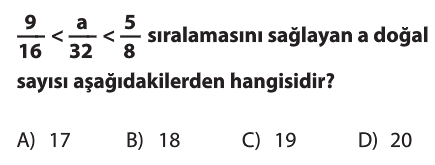 9/16 < a/32 < 5/8 sıralamasını sağlayan a doğal
sayısı aşağıdakilerden hangisidir?
A) 17 B) 18 C) 19 D) 20